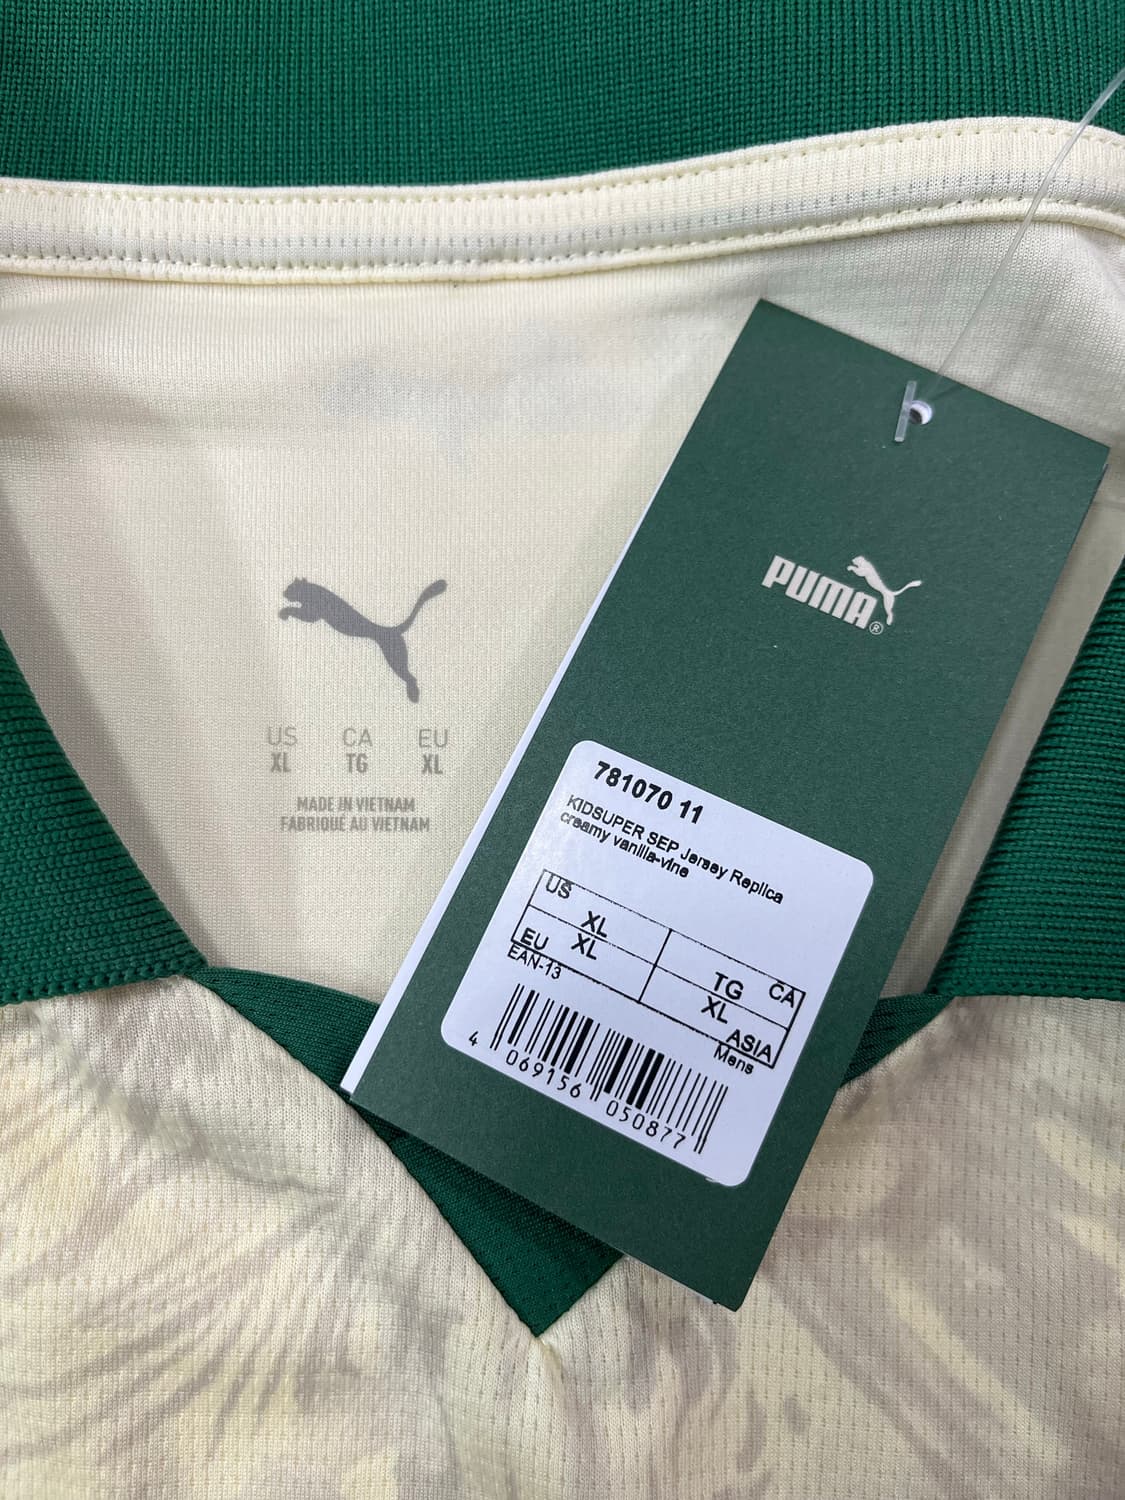 PUMA®
US CA EU
XL TG XL
MADE IN VIETNAM
FABRIQUÉ AU VIETNAM
781070 11
KIDSUPER SEP Jersey Replica
creamy vanilla-vine
US XL
TG CA
EU XL
XL ASIA
EAN-13
Mens
4 069156 050877